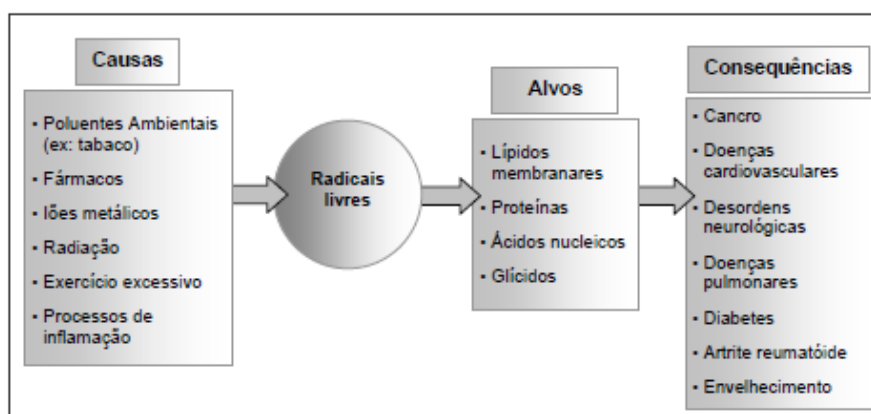 Causas
• Poluentes Ambientais
(ex: tabaco)
• Fármacos
• Iões metálicos
• Radiação
• Exercício excessivo
• Processos de
inflamação
Radicais
livres
Alvos
• Lípidos
membranares
• Proteínas
• Ácidos nucleicos
• Glícidos
Consequências
• Cancro
• Doenças
cardiovasculares
• Desordens
neurológicas
• Doenças
pulmonares
• Diabetes
• Artrite reumatóide
• Envelhecimento